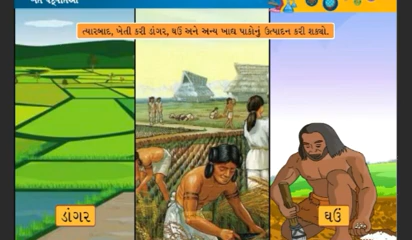 ત્યારબાદ, ખેતી કરી ડાંગર, ઘઉં અને અન્ય ખાદ્ય પાકોનું ઉત્પાદન કરી શક્યો.
ડાંગર
ઘઉં